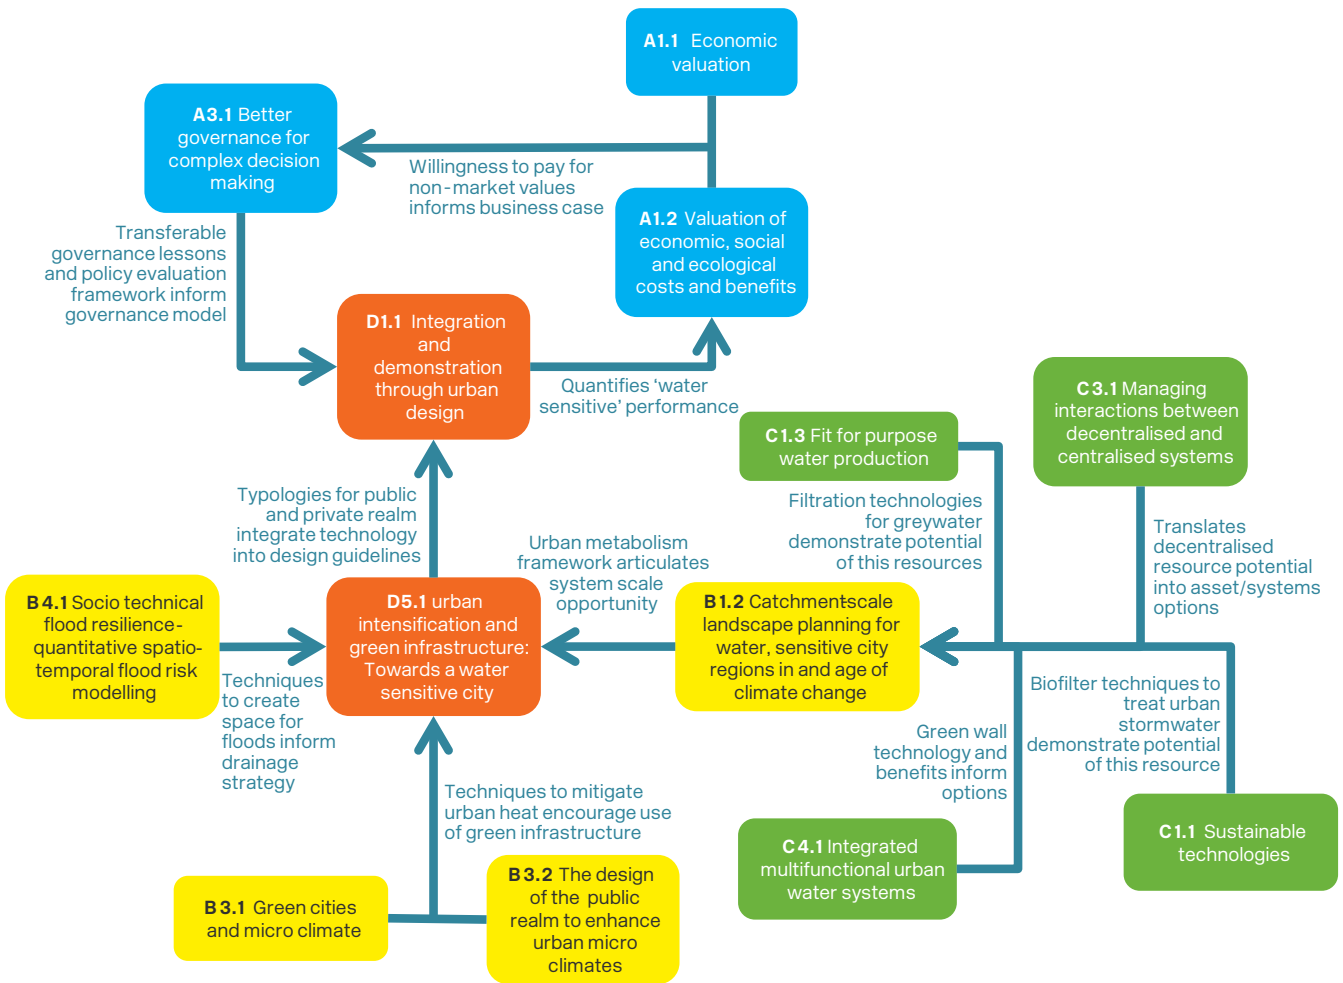 A1.1 Economic
valuation
A3.1 Better
governance for
complex decision
making
Willingness to pay for
non-market values
informs business case
A1.2 Valuation of
economic, social
and ecological
costs and benefits
Transferable
governance lessons
and policy evaluation
framework inform
governance model
D1.1 Integration
and
demonstration
through urban
design
Quantifies ‘water
sensitive’ performance
C3.1 Managing
interactions between
decentralised and
centralised systems
C1.3 Fit for purpose
water production
Typologies for public
and private realm
integrate technology
into design guidelines
Filtration technologies
for greywater
demonstrate potential
of this resources
Translates
decentralised
resource potential
into asset/systems
options
Urban metabolism
framework articulates
system scale
opportunity
B4.1 Socio technical
flood resilience-
quantitative spatio-
temporal flood risk
modelling
D5.1 urban
intensification and
green infrastructure:
Towards a water
sensitive city
B1.2 Catchment-scale
landscape planning for
water, sensitive city
regions in and age of
climate change
Techniques
to create
space for
floods inform
drainage
strategy
Green wall
technology and
benefits inform
options
Biofilter techniques to
treat urban
stormwater
demonstrate potential
of this resource
Techniques to mitigate
urban heat encourage use
of green infrastructure
C4.1 Integrated
multifunctional urban
water systems
C1.1 Sustainable
technologies
B3.1 Green cities
and micro climate
B3.2 The design
of the public
realm to enhance
urban micro
climates